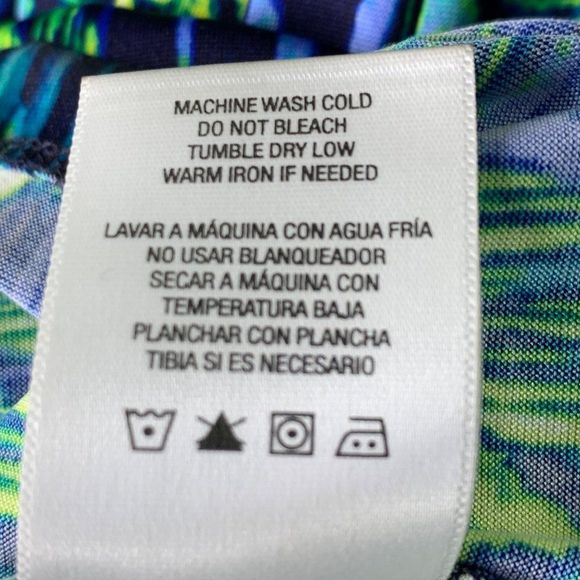 MACHINE WASH COLD
DO NOT BLEACH
TUMBLE DRY LOW
WARM IRON IF NEEDED
LAVAR A MÁQUINA CON AGUA FRÍA
NO USAR BLANQUEADOR
SECAR A MÁQUINA CON
TEMPERATURA BAJA
PLANCHAR CON PLANCHA
TIBIA SI ES NECESARIO